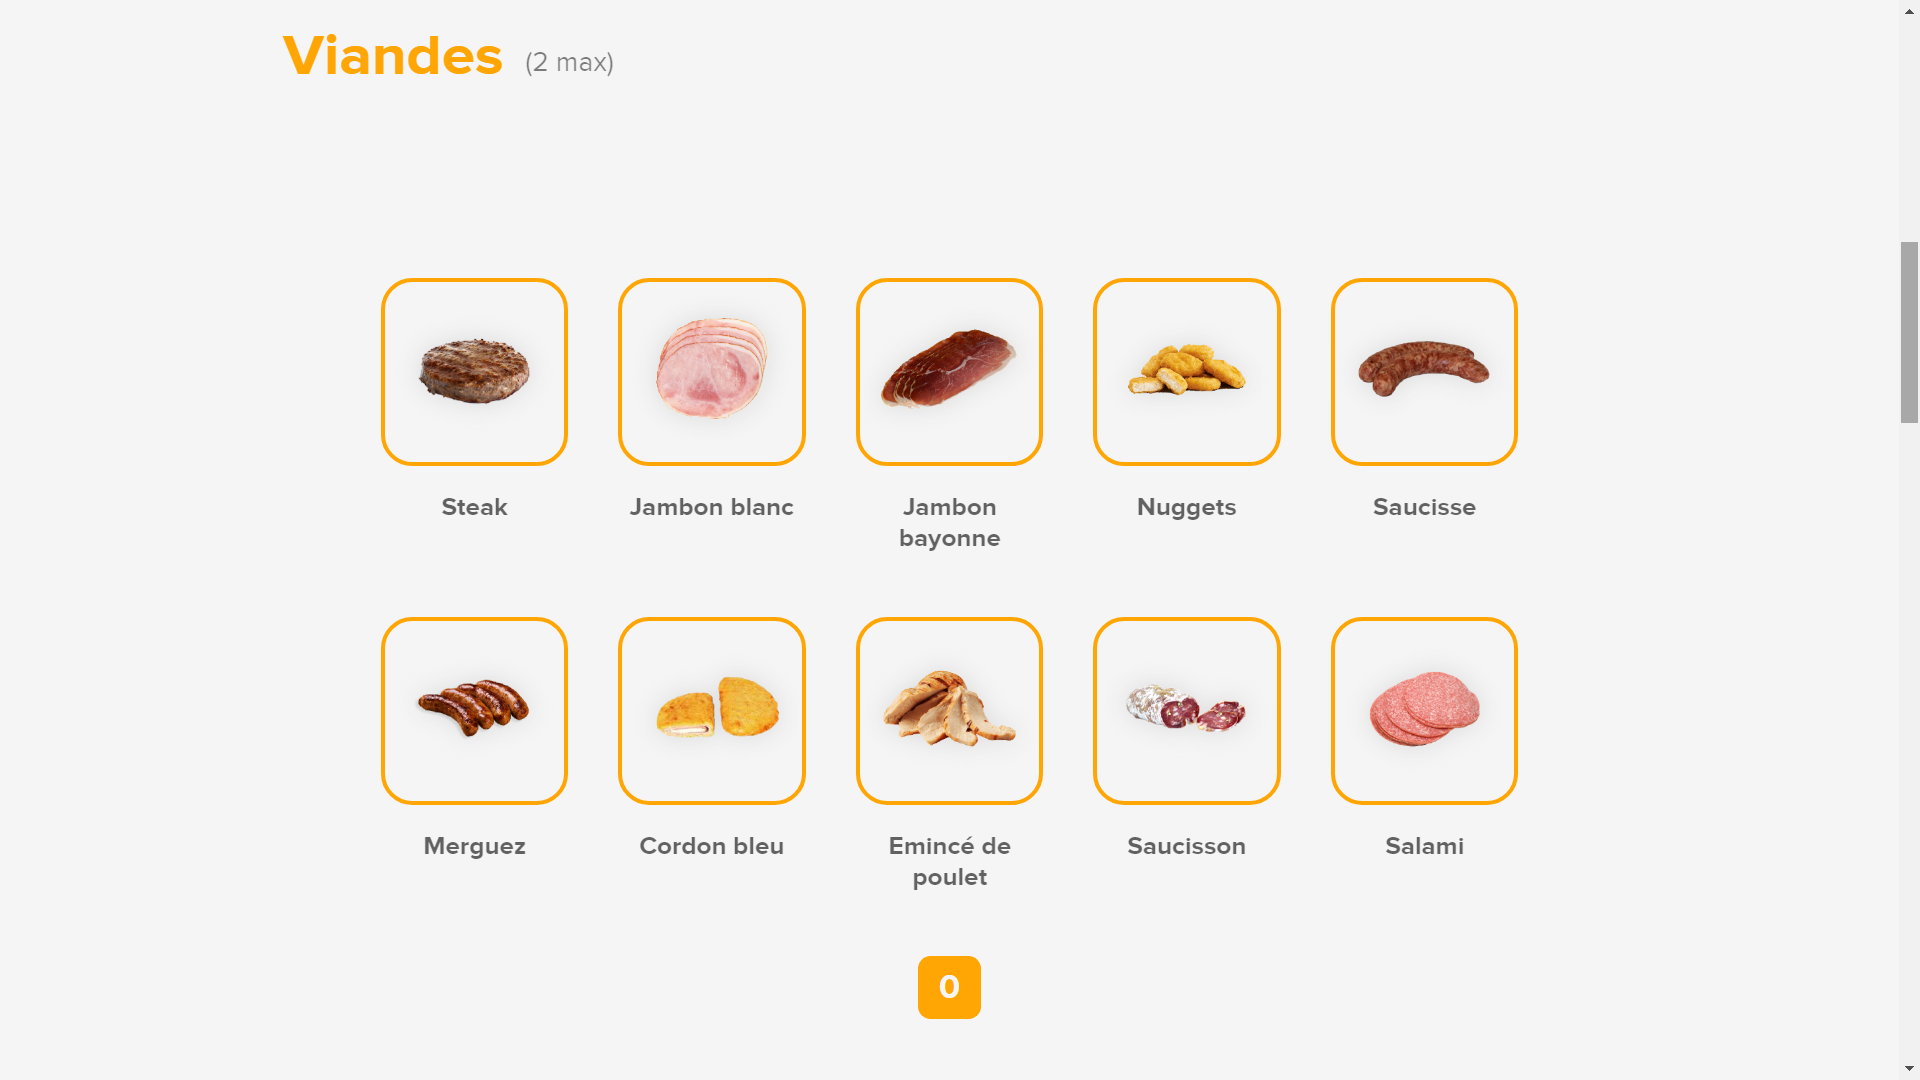 Viandes (2 max)
Steak
Jambon blanc
Jambon
bayonne
Nuggets
Saucisse
Merguez
Cordon bleu
Emincé de
poulet
Saucisson
Salami
0